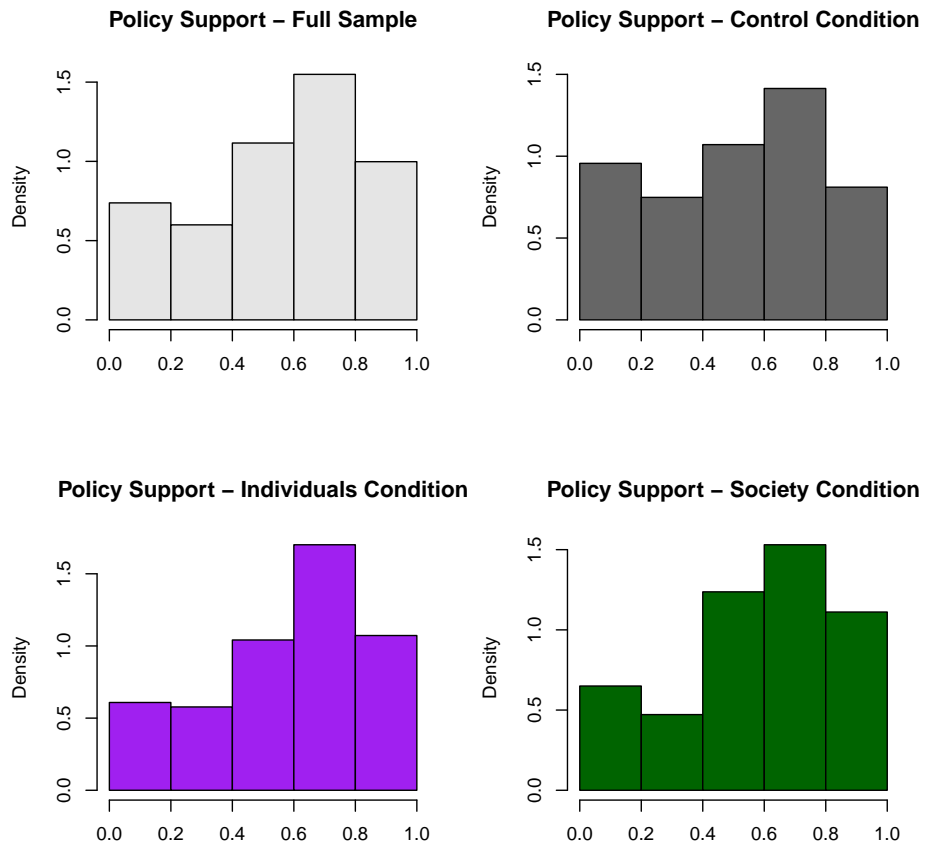 Policy Support – Full Sample
Density
0.0 0.5 1.0 1.5
0.0 0.2 0.4 0.6 0.8 1.0
Policy Support – Control Condition
Density
0.0 0.5 1.0 1.5
0.0 0.2 0.4 0.6 0.8 1.0
Policy Support – Individuals Condition
Density
0.0 0.5 1.0 1.5
0.0 0.2 0.4 0.6 0.8 1.0
Policy Support – Society Condition
Density
0.0 0.5 1.0 1.5
0.0 0.2 0.4 0.6 0.8 1.0